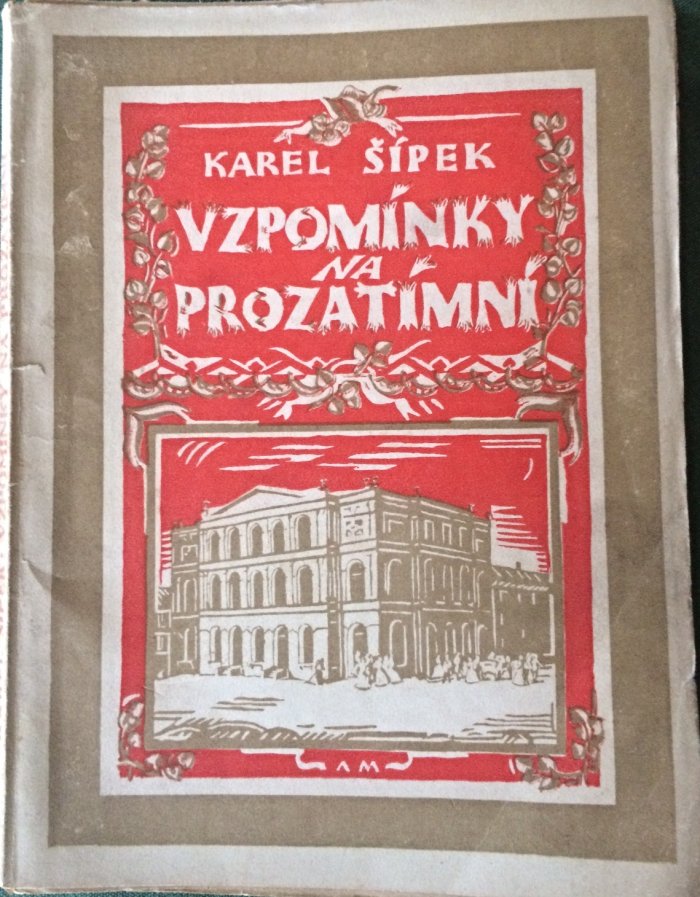 KAREL ŠÍPEK
VZPOMÍNKY
NA
PROZATÍMNÍ
AM